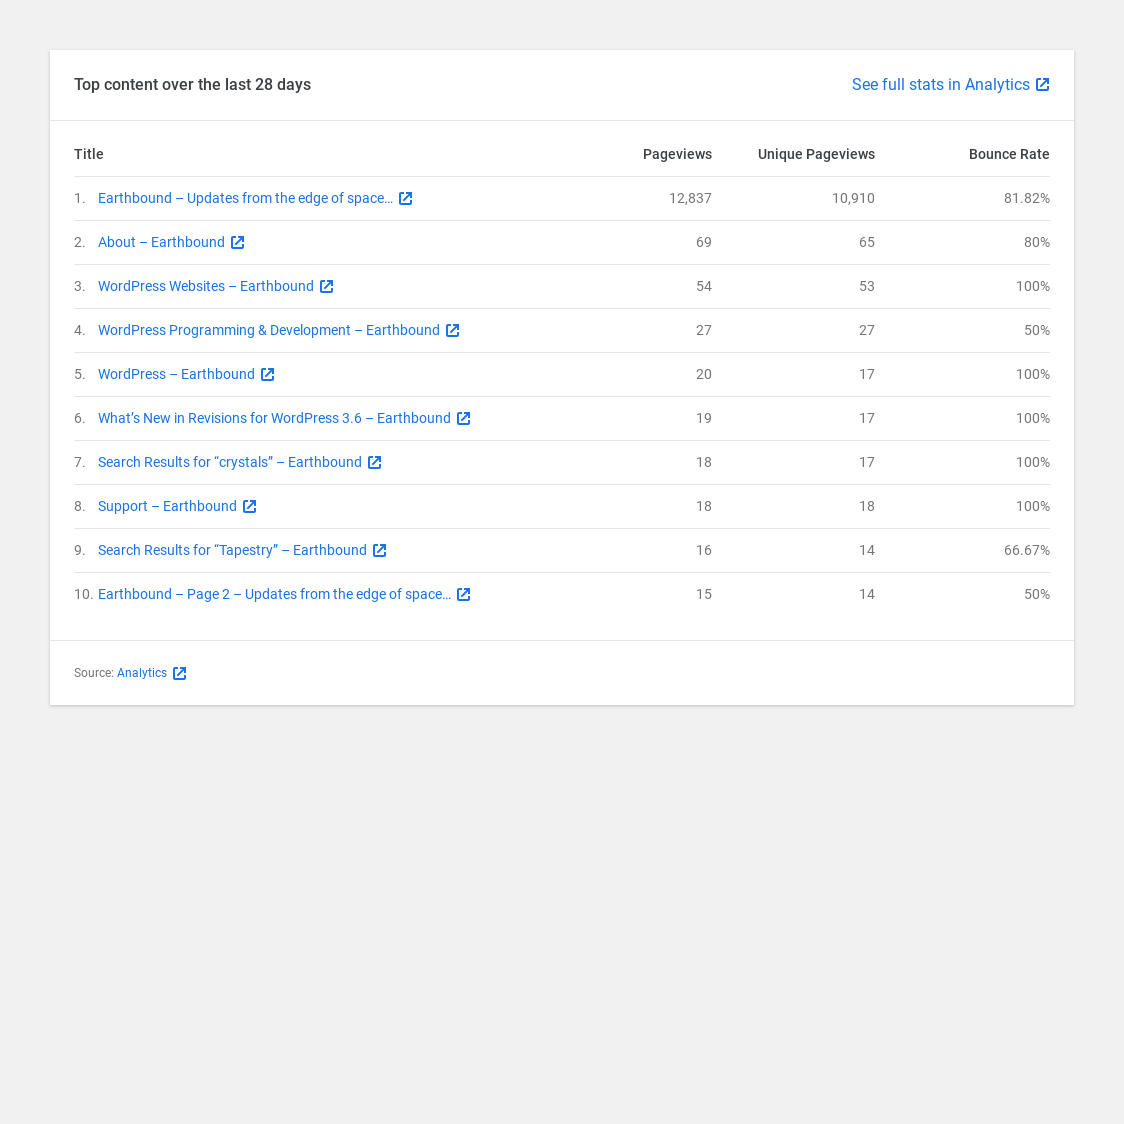 Top content over the last 28 days See full stats in Analytics
Title Pageviews Unique Pageviews Bounce Rate
1. Earthbound – Updates from the edge of space… 12,837 10,910 81.82%
2. About – Earthbound 69 65 80%
3. WordPress Websites – Earthbound 54 53 100%
4. WordPress Programming & Development – Earthbound 27 27 50%
5. WordPress – Earthbound 20 17 100%
6. What’s New in Revisions for WordPress 3.6 – Earthbound 19 17 100%
7. Search Results for “crystals” – Earthbound 18 17 100%
8. Support – Earthbound 18 18 100%
9. Search Results for “Tapestry” – Earthbound 16 14 66.67%
10. Earthbound – Page 2 – Updates from the edge of space… 15 14 50%
Source: Analytics